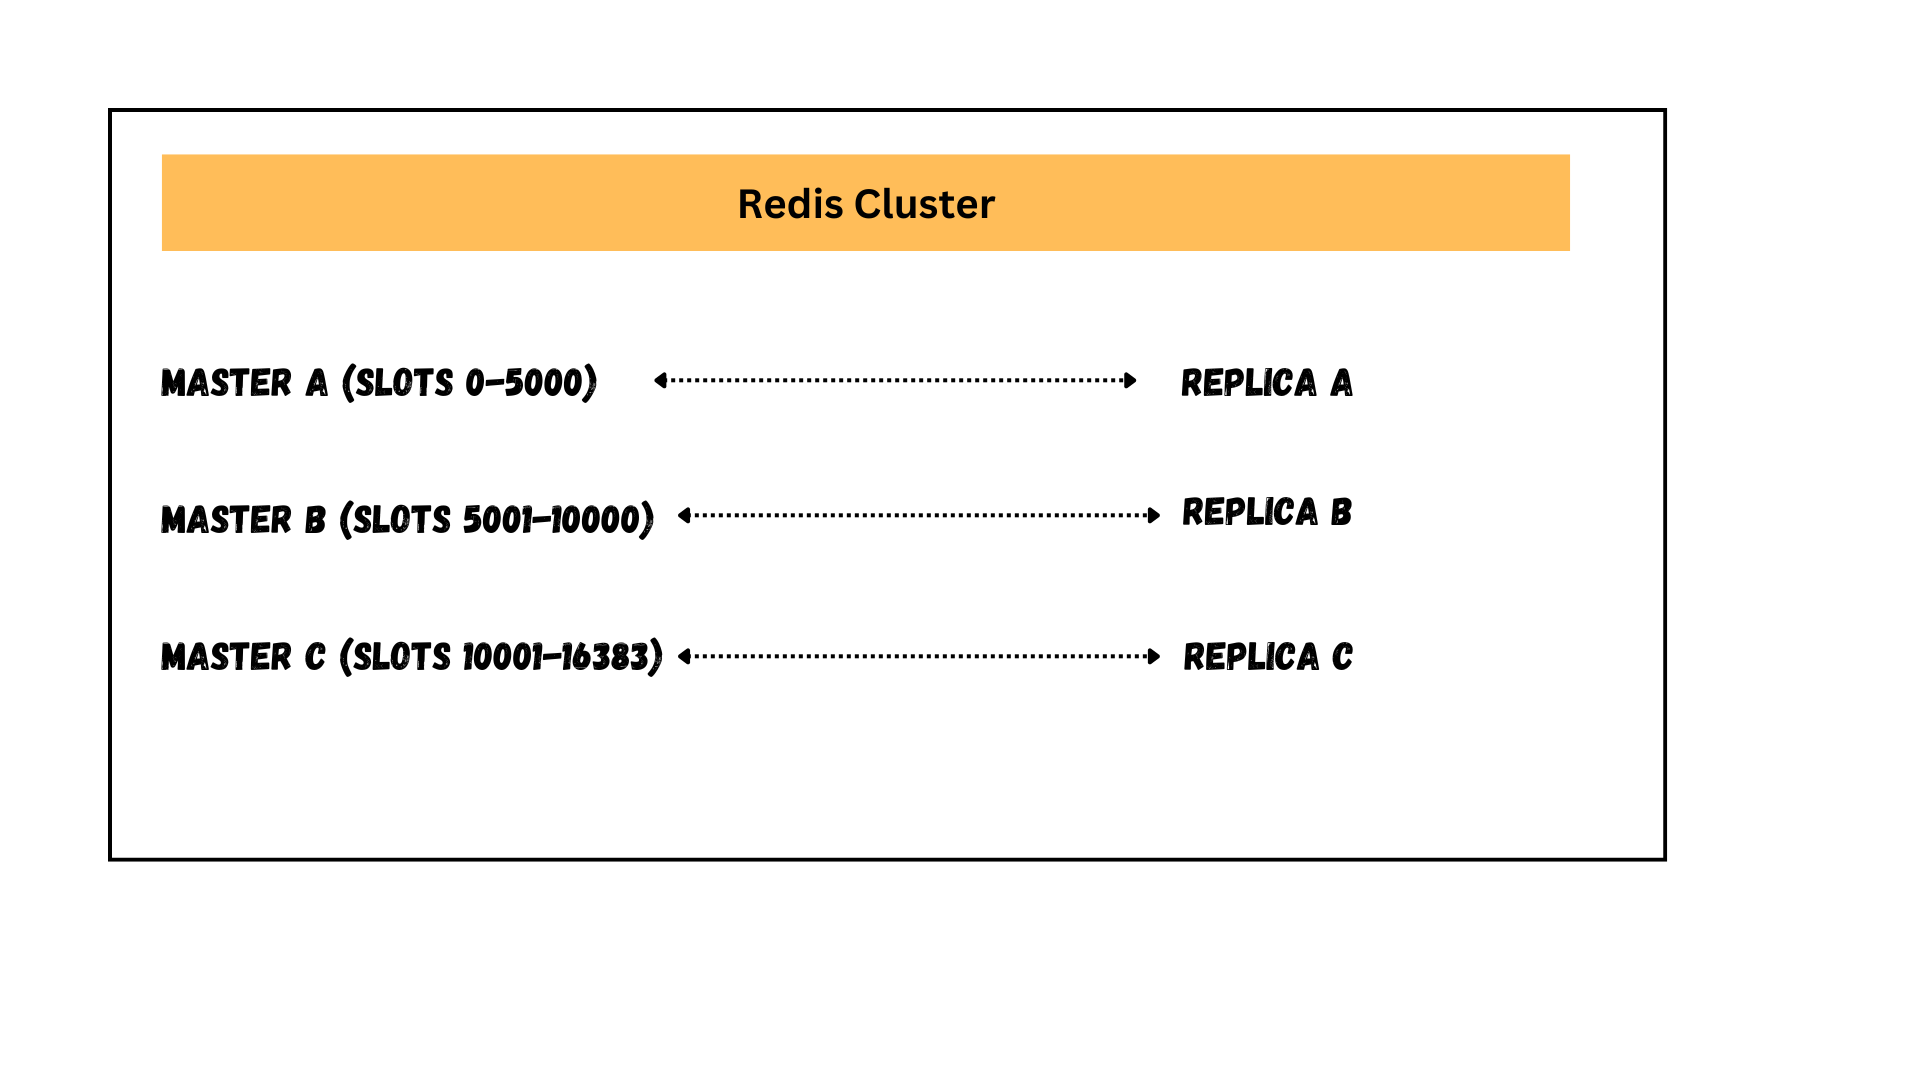 Redis Cluster
MASTER A (SLOTS 0–5000)
REPLICA A
MASTER B (SLOTS 5001–10000)
REPLICA B
MASTER C (SLOTS 10001–16383)
REPLICA C